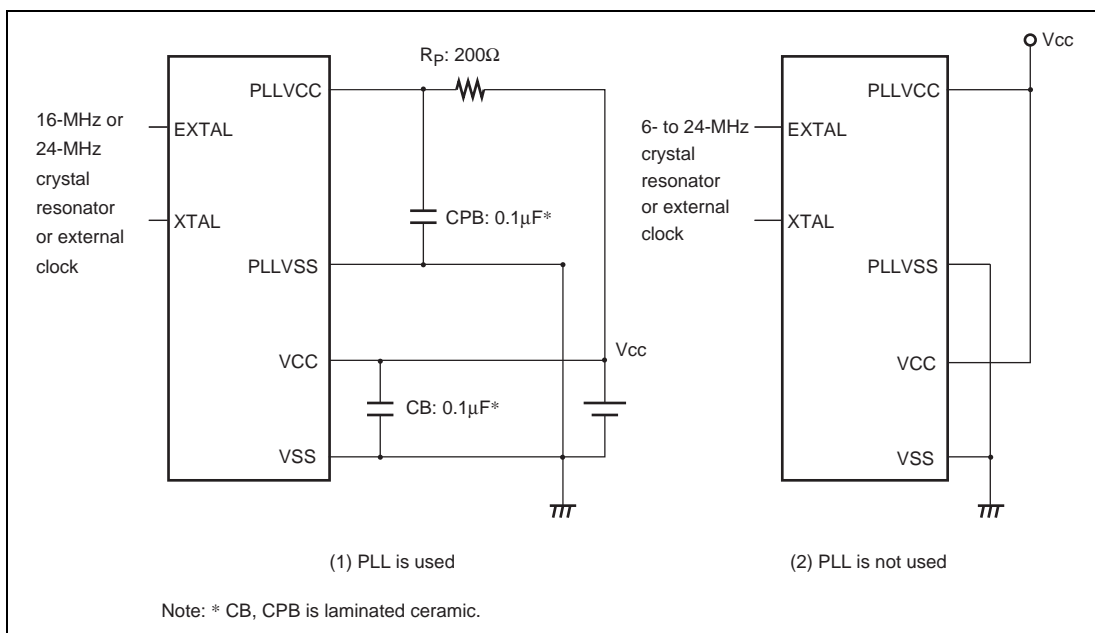 RP: 200Ω
PLLVCC
16-MHz or
24-MHz
crystal
resonator
or external
clock
EXTAL
XTAL
CPB: 0.1μF*
PLLVSS
VCC
Vcc
CB: 0.1μF*
VSS
(1) PLL is used
Vcc
PLLVCC
6- to 24-MHz
crystal
resonator
or external
clock
EXTAL
XTAL
PLLVSS
VCC
VSS
(2) PLL is not used
Note: * CB, CPB is laminated ceramic.